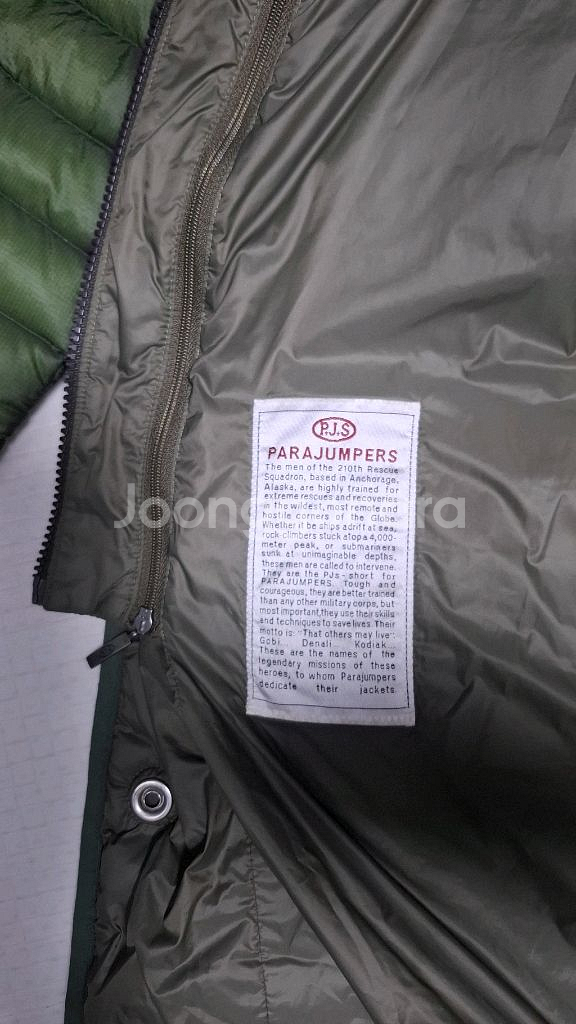 P.J.S
PARAJUMPERS
The men of the 210th Rescue
Squadron, based in Anchorage,
Alaska, are highly trained for
extreme rescues and recoveries
in the wildest, most remote and
hostile corners of the Globe.
Whether it be ships adrift at sea,
rock-climbers stuck atop a 4,000-
meter peak, or submariners
sunk at unimaginable depths,
these men are called to intervene.
They are the PJs - short for
PARAJUMPERS. Tough and
courageous, they are better trained
than any other military corps, but
most important, they use their skills
and techniques to save lives. Their
motto is: "That others may live".
Gobi... Denali... Kodiak...
These are the names of the
legendary missions of these
heroes, to whom Parajumpers
dedicate their jackets.